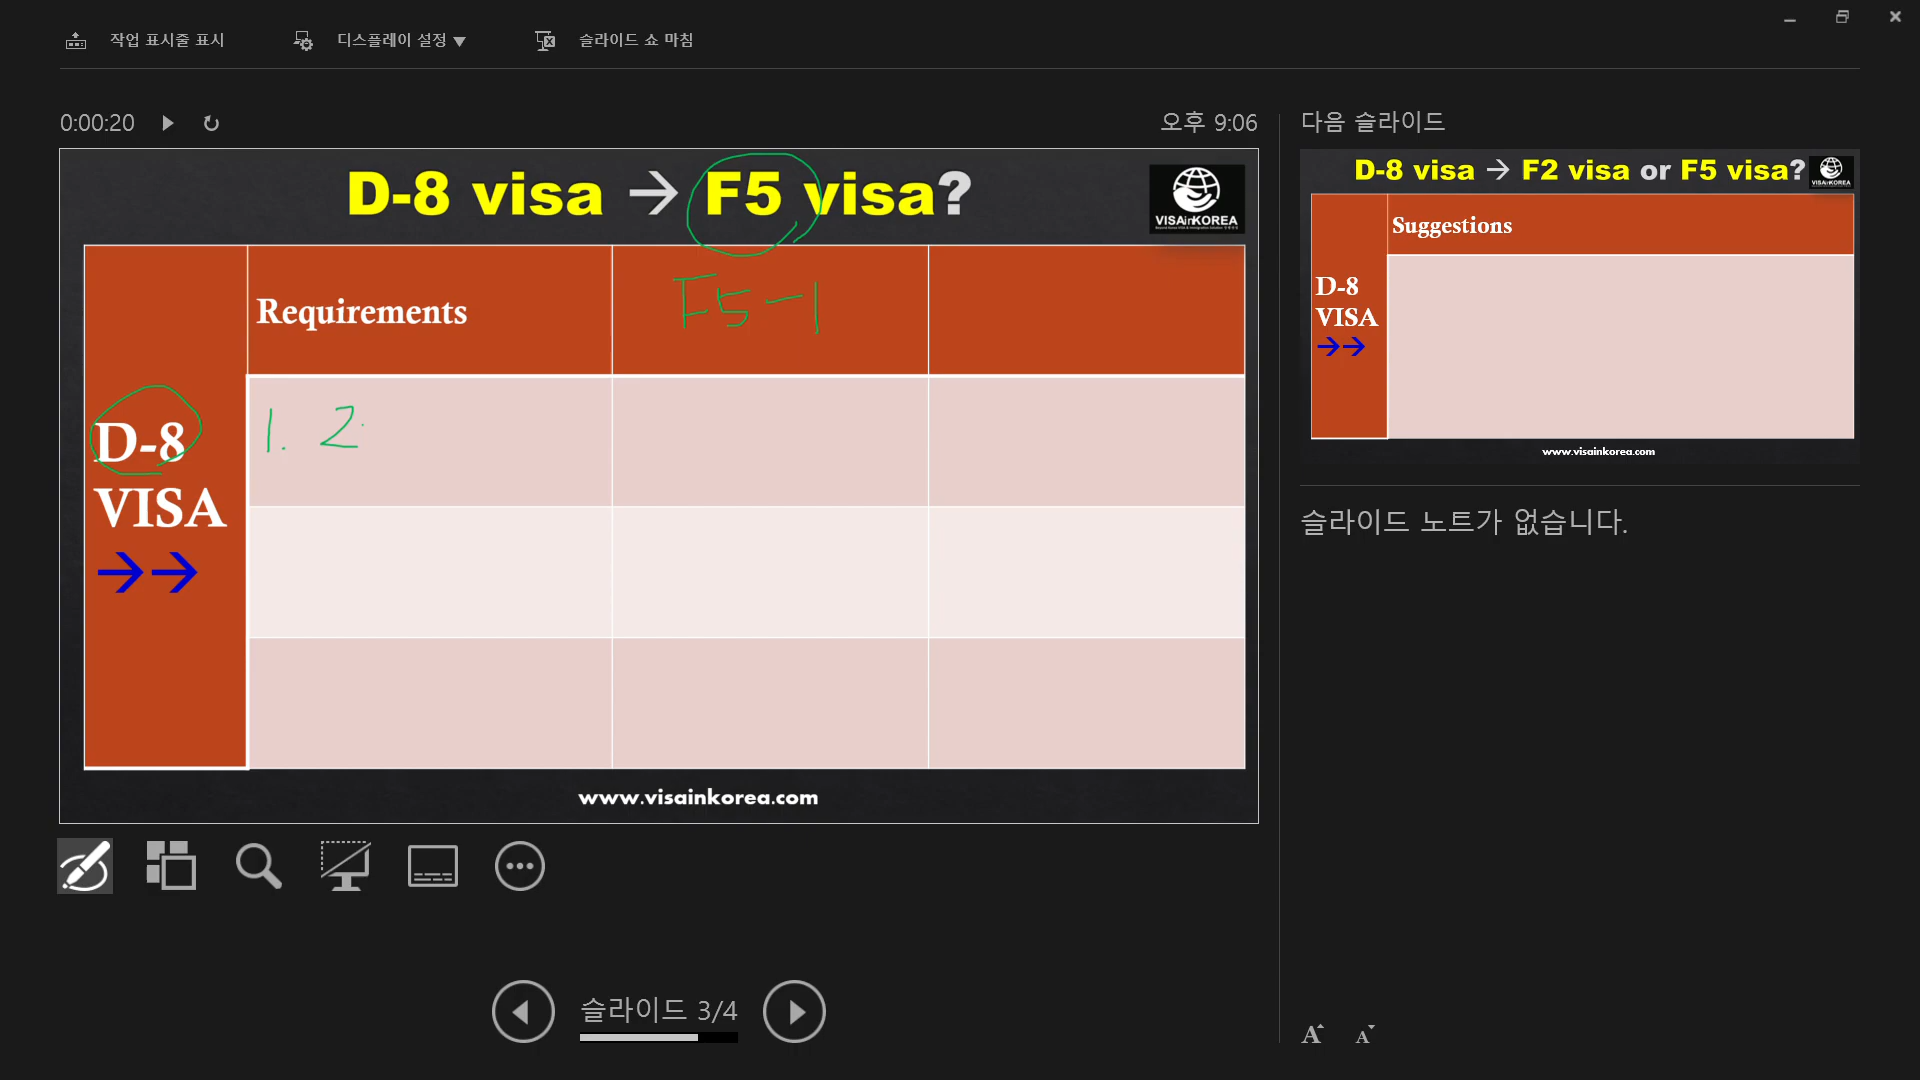 작업 표시줄 표시
디스플레이 설정
슬라이드 쇼 마침
0:00:20
오후 9:06
D-8 visa → F5 visa?
VISAinKOREA
Requirements
F5-1
D-8
VISA
→→
1. 2
www.visainkorea.com
슬라이드 3/4
다음 슬라이드
D-8 visa → F2 visa or F5 visa?
VISAinKOREA
Suggestions
D-8
VISA
→→
www.visainkorea.com
슬라이드 노트가 없습니다.
A A